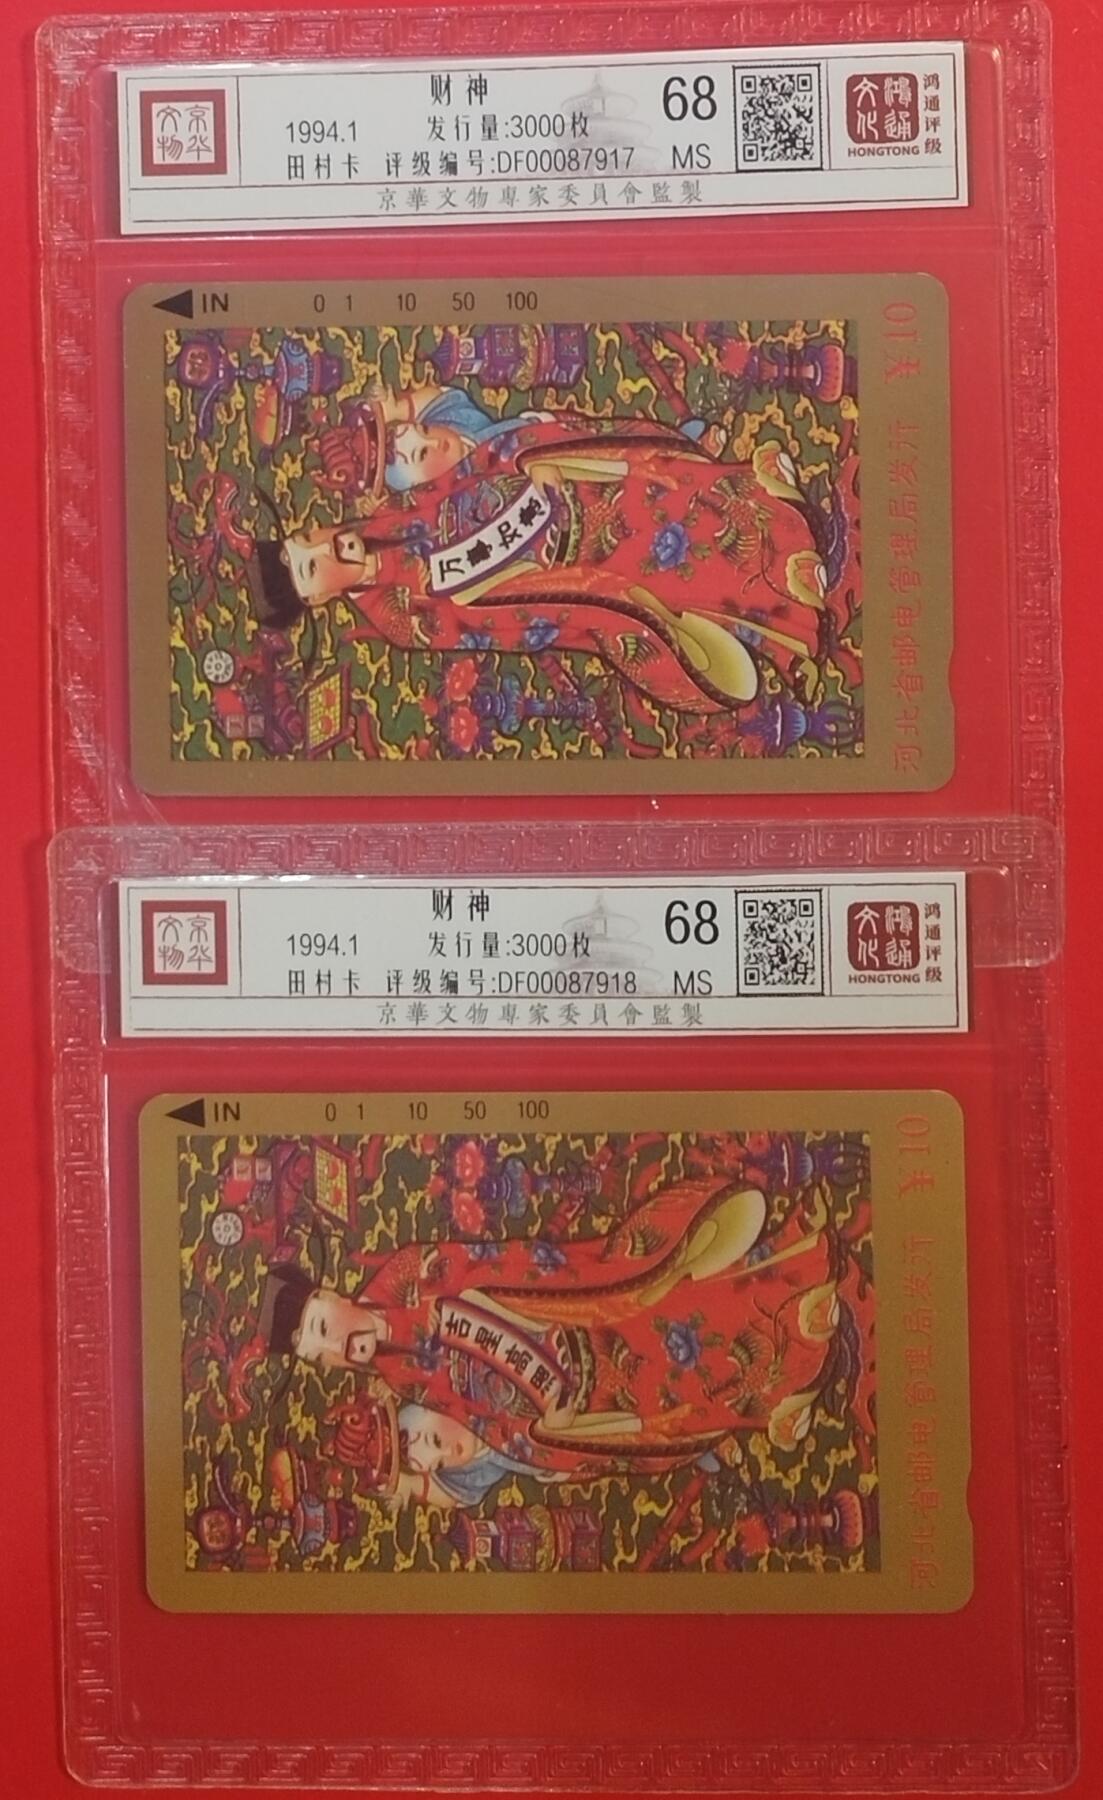 财神
1994.1 发行量:3000枚
田村卡 评级编号:DF00087917
68
MS
京华文物
鸿通文化
HONGTONG
鸿通评级
京華文物專家委員會監製
IN 0 1 10 50 100
万事如意
河北省邮电管理局发行 ¥10
财神
1994.1 发行量:3000枚
田村卡 评级编号:DF00087918
68
MS
京华文物
鸿通文化
HONGTONG
鸿通评级
京華文物專家委員會監製
IN 0 1 10 50 100
吉星高照
河北省邮电管理局发行 ¥10